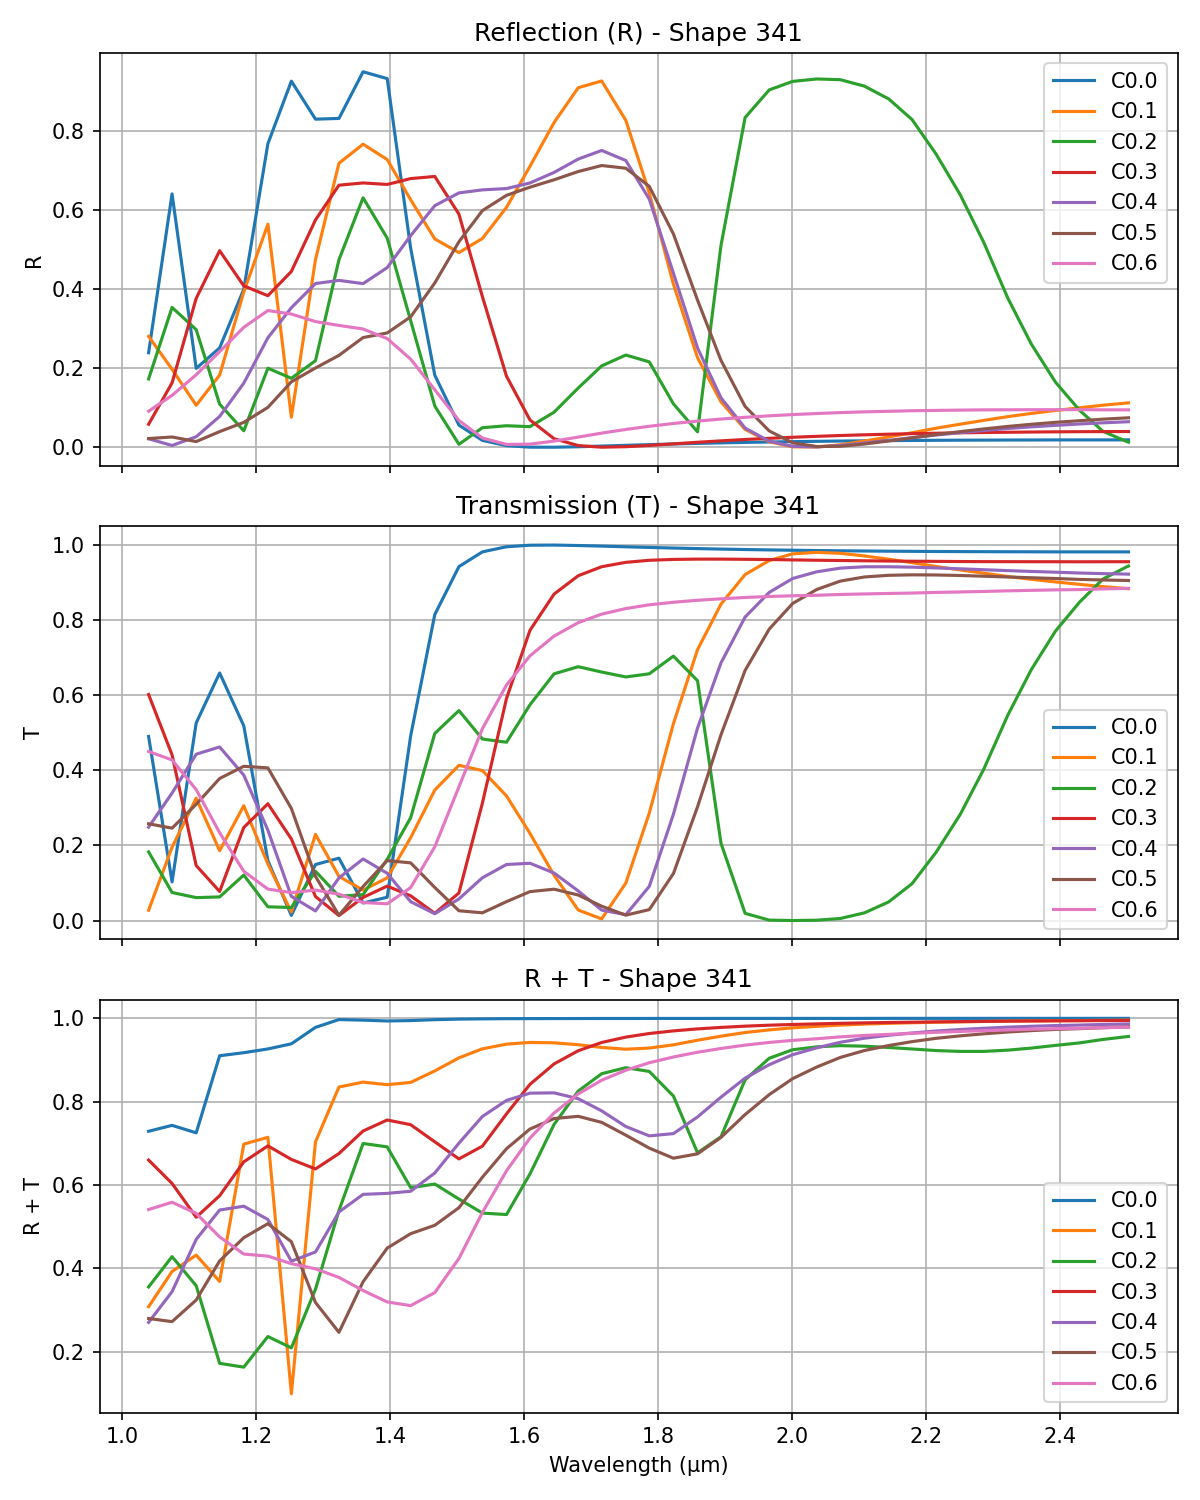 Reflection (R) - Shape 341
R
0.8
0.6
0.4
0.2
0.0
C0.0
C0.1
C0.2
C0.3
C0.4
C0.5
C0.6
Transmission (T) - Shape 341
T
1.0
0.8
0.6
0.4
0.2
0.0
C0.0
C0.1
C0.2
C0.3
C0.4
C0.5
C0.6
R + T - Shape 341
R + T
1.0
0.8
0.6
0.4
0.2
C0.0
C0.1
C0.2
C0.3
C0.4
C0.5
C0.6
1.0 1.2 1.4 1.6 1.8 2.0 2.2 2.4
Wavelength (μm)